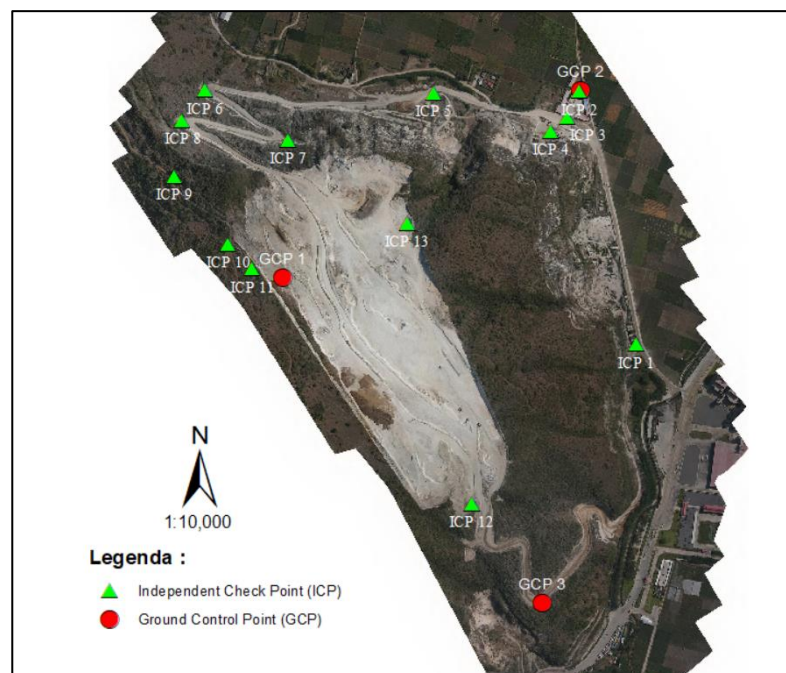 GCP 2
ICP 6
ICP 5
ICP 2
ICP 3
ICP 8
ICP 4
ICP 7
ICP 9
ICP 13
ICP 10
GCP 1
ICP 11
ICP 1
N
1:10,000
ICP 12
Legenda :
GCP 3
Independent Check Point (ICP)
Ground Control Point (GCP)